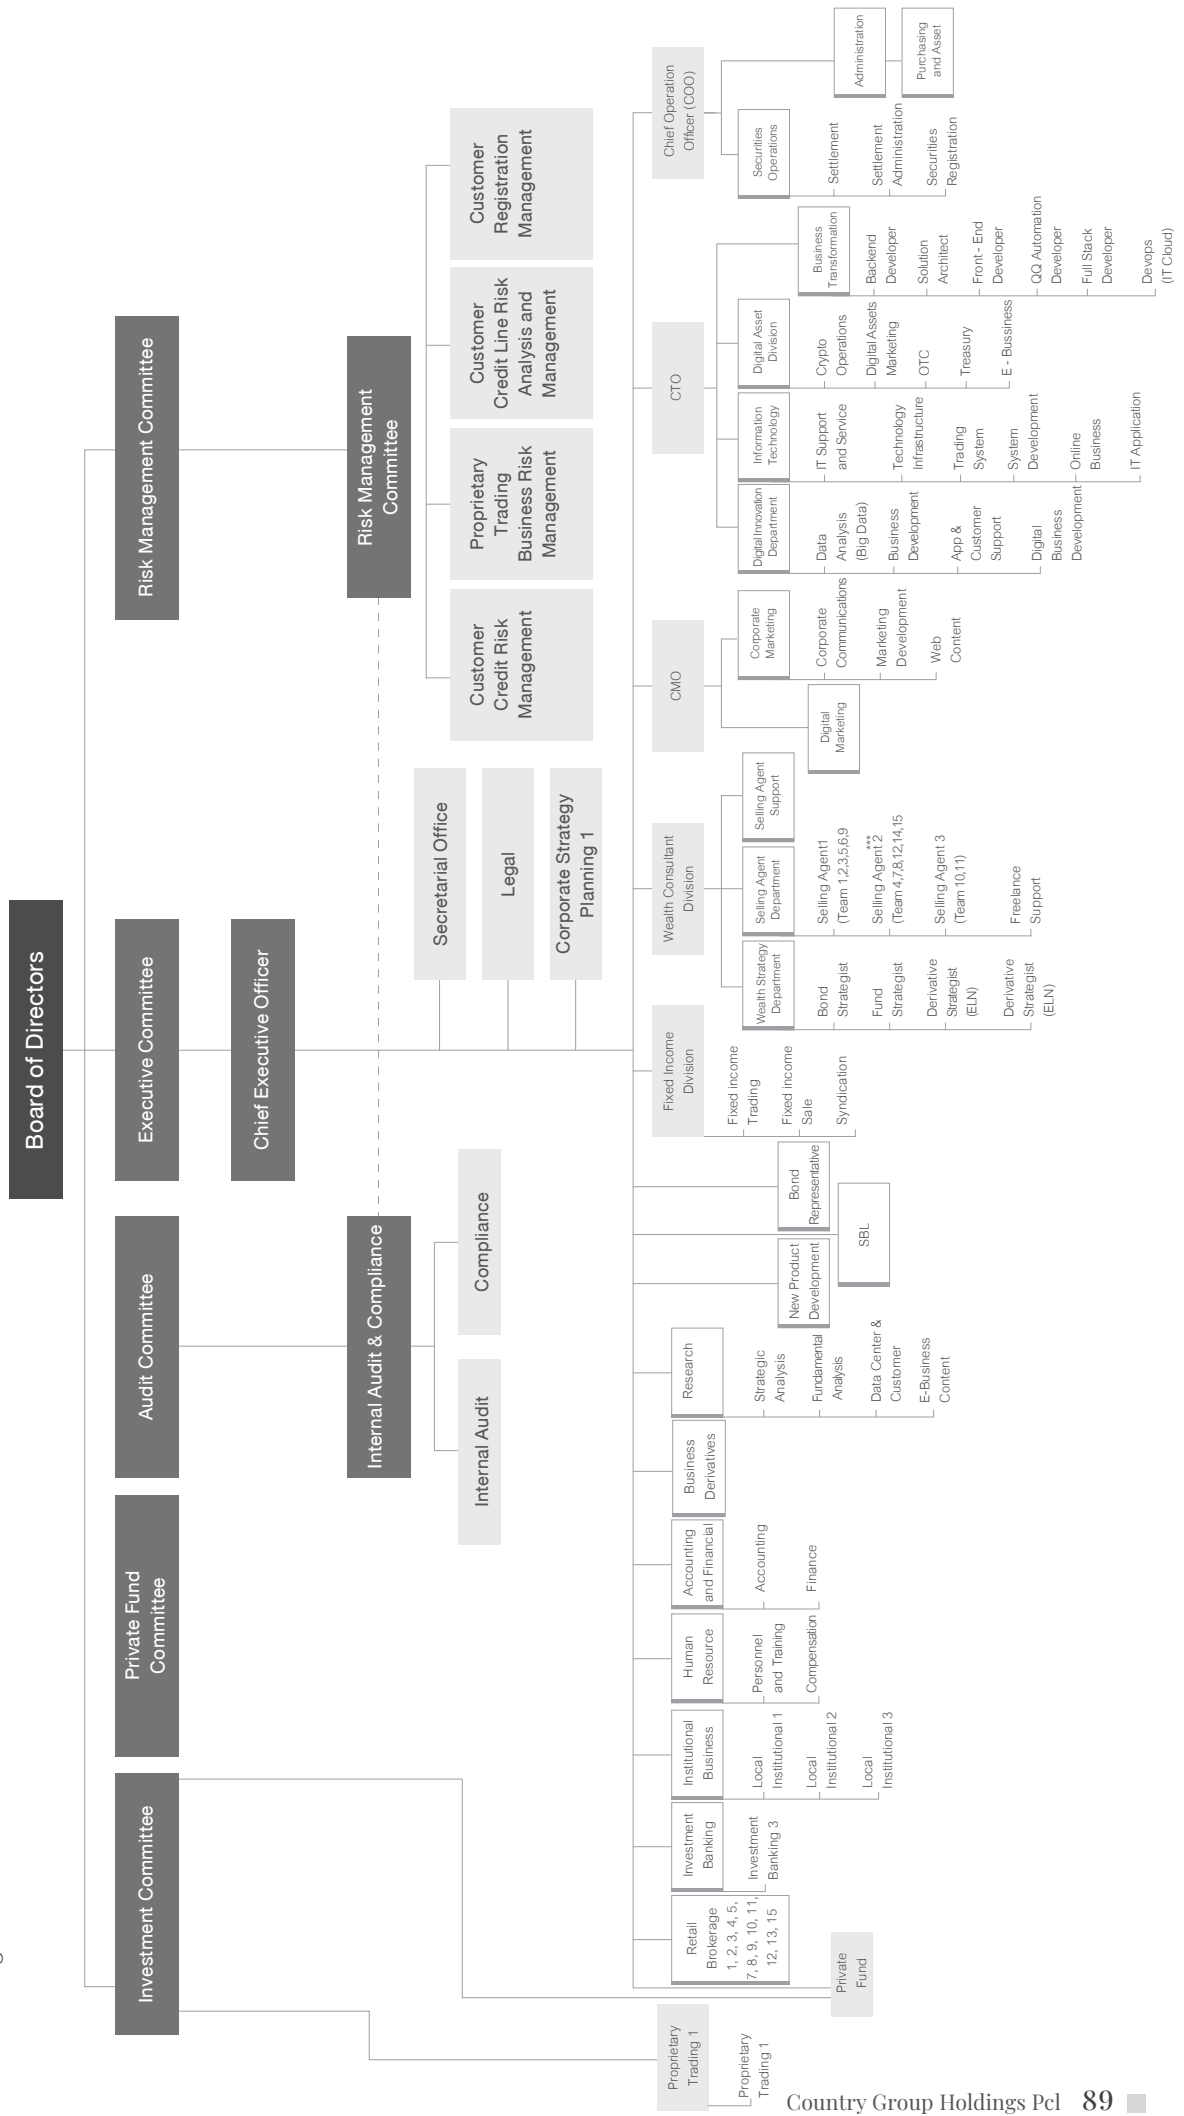 Board of Directors
Investment Committee
Private Fund
Committee
Audit Committee
Executive Committee
Risk Management Committee
Chief Executive Officer
Internal Audit & Compliance
Risk Management
Committee
Internal Audit
Compliance
Secretarial Office
Legal
Corporate Strategy
Planning 1
Customer
Credit Risk
Management
Proprietary
Trading
Business Risk
Management
Customer
Credit Line Risk
Analysis and
Management
Customer
Registration
Management
Proprietary
Trading 1
Proprietary
Trading 1
Private
Fund
Retail
Brokerage
1, 2, 3, 4, 5,
7, 8, 9, 10, 11,
12, 13, 15
Investment
Banking
Investment
Banking 3
Institutional
Business
Local
Institutional 1
Local
Institutional 2
Local
Institutional 3
Human
Resource
Personnel
and Training
Compensation
Accounting
and Financial
Accounting
Finance
Business
Derivatives
Research
Strategic
Analysis
Fundamental
Analysis
Data Center &
Customer
E-Business
Content
New Product
Development
SBL
Bond
Representative
Fixed Income
Division
Fixed income
Trading
Fixed income
Sale
Syndication
Wealth Consultant
Division
Wealth Strategy
Department
Bond
Strategist
Fund
Strategist
Derivative
Strategist
(ELN)
Derivative
Strategist
(ELN)
Selling Agent
Department
Selling Agent1
(Team 1,2,3,5,6,9
Selling Agent 2
***
(Team 4,7,8,12,14,15
Selling Agent 3
(Team 10,11)
Freelance
Support
Selling Agent
Support
CMO
Digital
Marketing
Corporate
Marketing
Corporate
Communications
Marketing
Development
Web
Content
CTO
Digital Innovation
Department
Data
Analysis
(Big Data)
Business
Development
App &
Customer
Support
Digital
Business
Development
Information
Technology
IT Support
and Service
Technology
Infrastructure
Trading
System
System
Development
Online
Business
IT Application
Digital Asset
Division
Crypto
Operations
Digital Assets
Marketing
OTC
Treasury
E - Bussiness
Business
Transformation
Backend
Developer
Solution
Architect
Front - End
Developer
QQ Automation
Developer
Full Stack
Developer
Devops
(IT Cloud)
Chief Operation
Officer (COO)
Securities
Operations
Settlement
Settlement
Administration
Securities
Registration
Administration
Purchasing
and Asset
Country Group Holdings Pcl 89